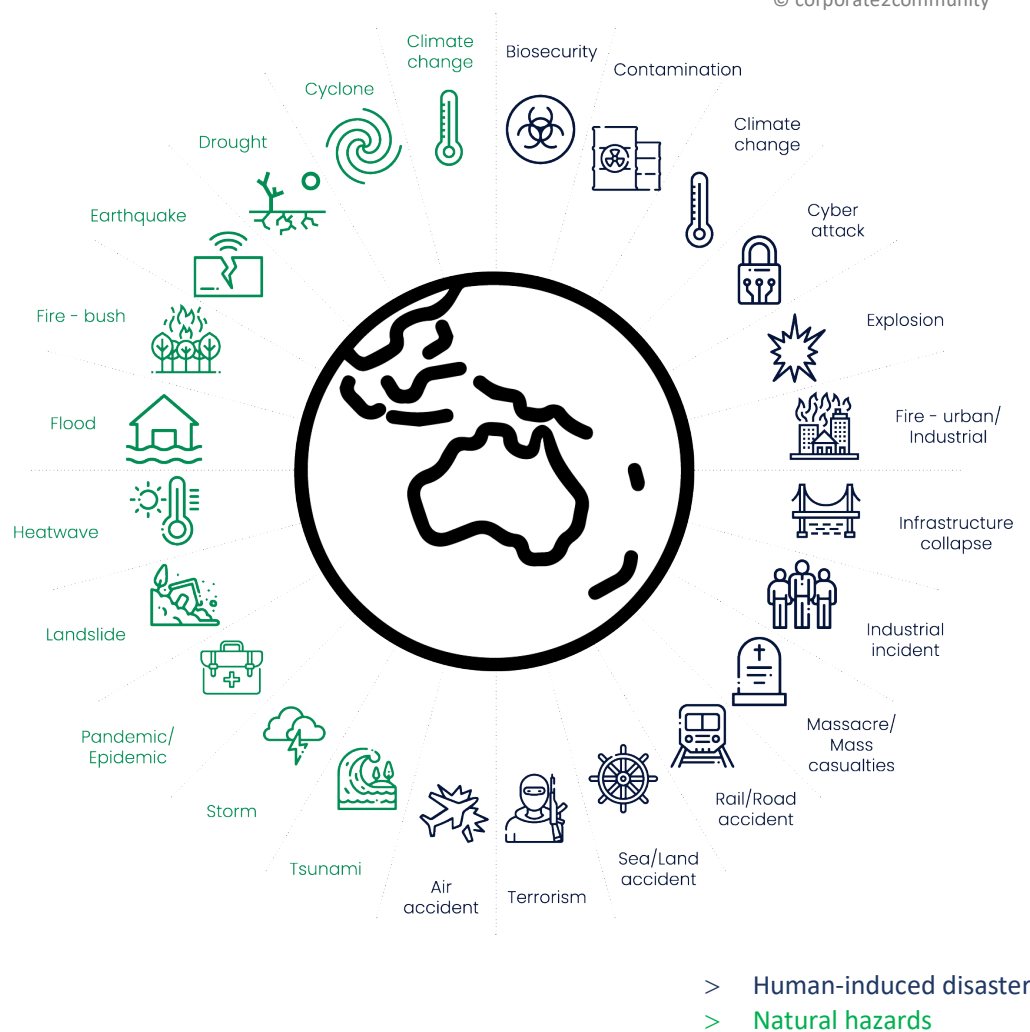 © corporate2community
Climate
change
Biosecurity
Contamination
Climate
change
Cyber
attack
Explosion
Fire - urban/
Industrial
Infrastructure
collapse
Industrial
incident
Massacre/
Mass
casualties
Rail/Road
accident
Sea/Land
accident
Terrorism
Air
accident
Tsunami
Storm
Pandemic/
Epidemic
Landslide
Heatwave
Flood
Fire - bush
Earthquake
Drought
Cyclone
> Human-induced disaster
> Natural hazards